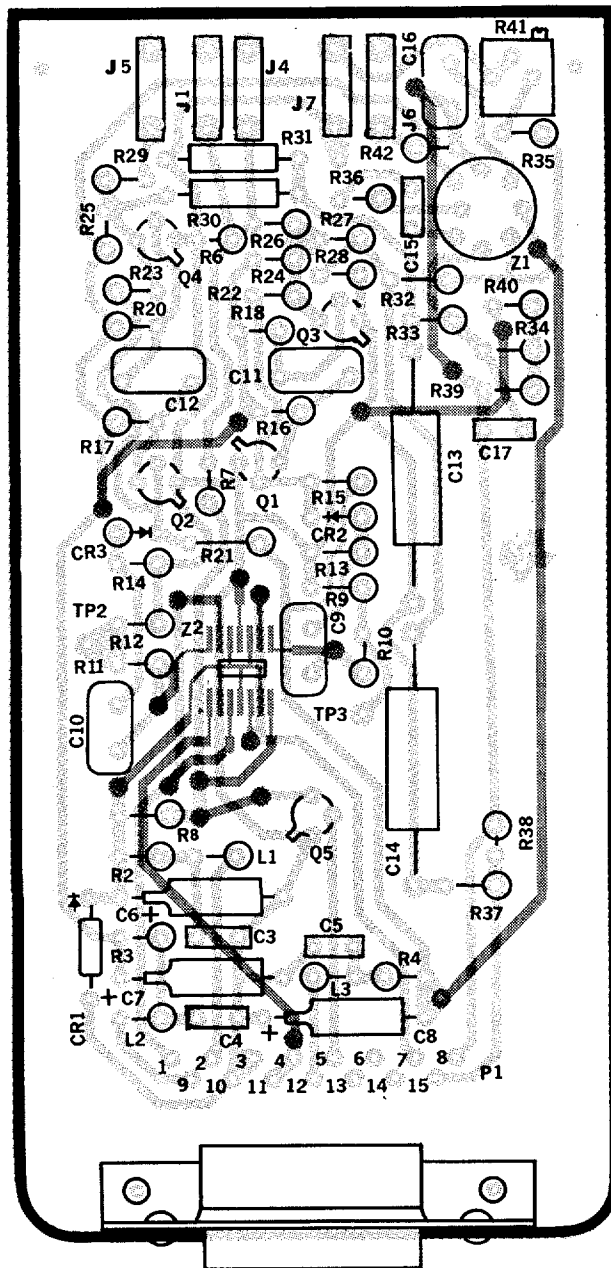 R41
J5 J1 J4 J7 C16
J6
R31 R42 R35
R29 R36
R25 R30 R6 R26 R27 C15
Z1
R23 Q4 R24 R28
R20 R22 R32 R40
R18 Q3 R33 R34
C12 C11 R39
R17 R16 C17
R7 C13
Q2 Q1 R15
CR3 R21 CR2
R14 R13
TP2 Z2 R9 C9
R12 R10
R11
C10 TP3
R8 Q5 R38
R2 L1 C14
R37
C6 + C3 C5
R3 R4
+ C7 L3
CR1 L2 C4 + C8
1 2 3 4 5 6 7 8 P1
9 10 11 12 13 14 15